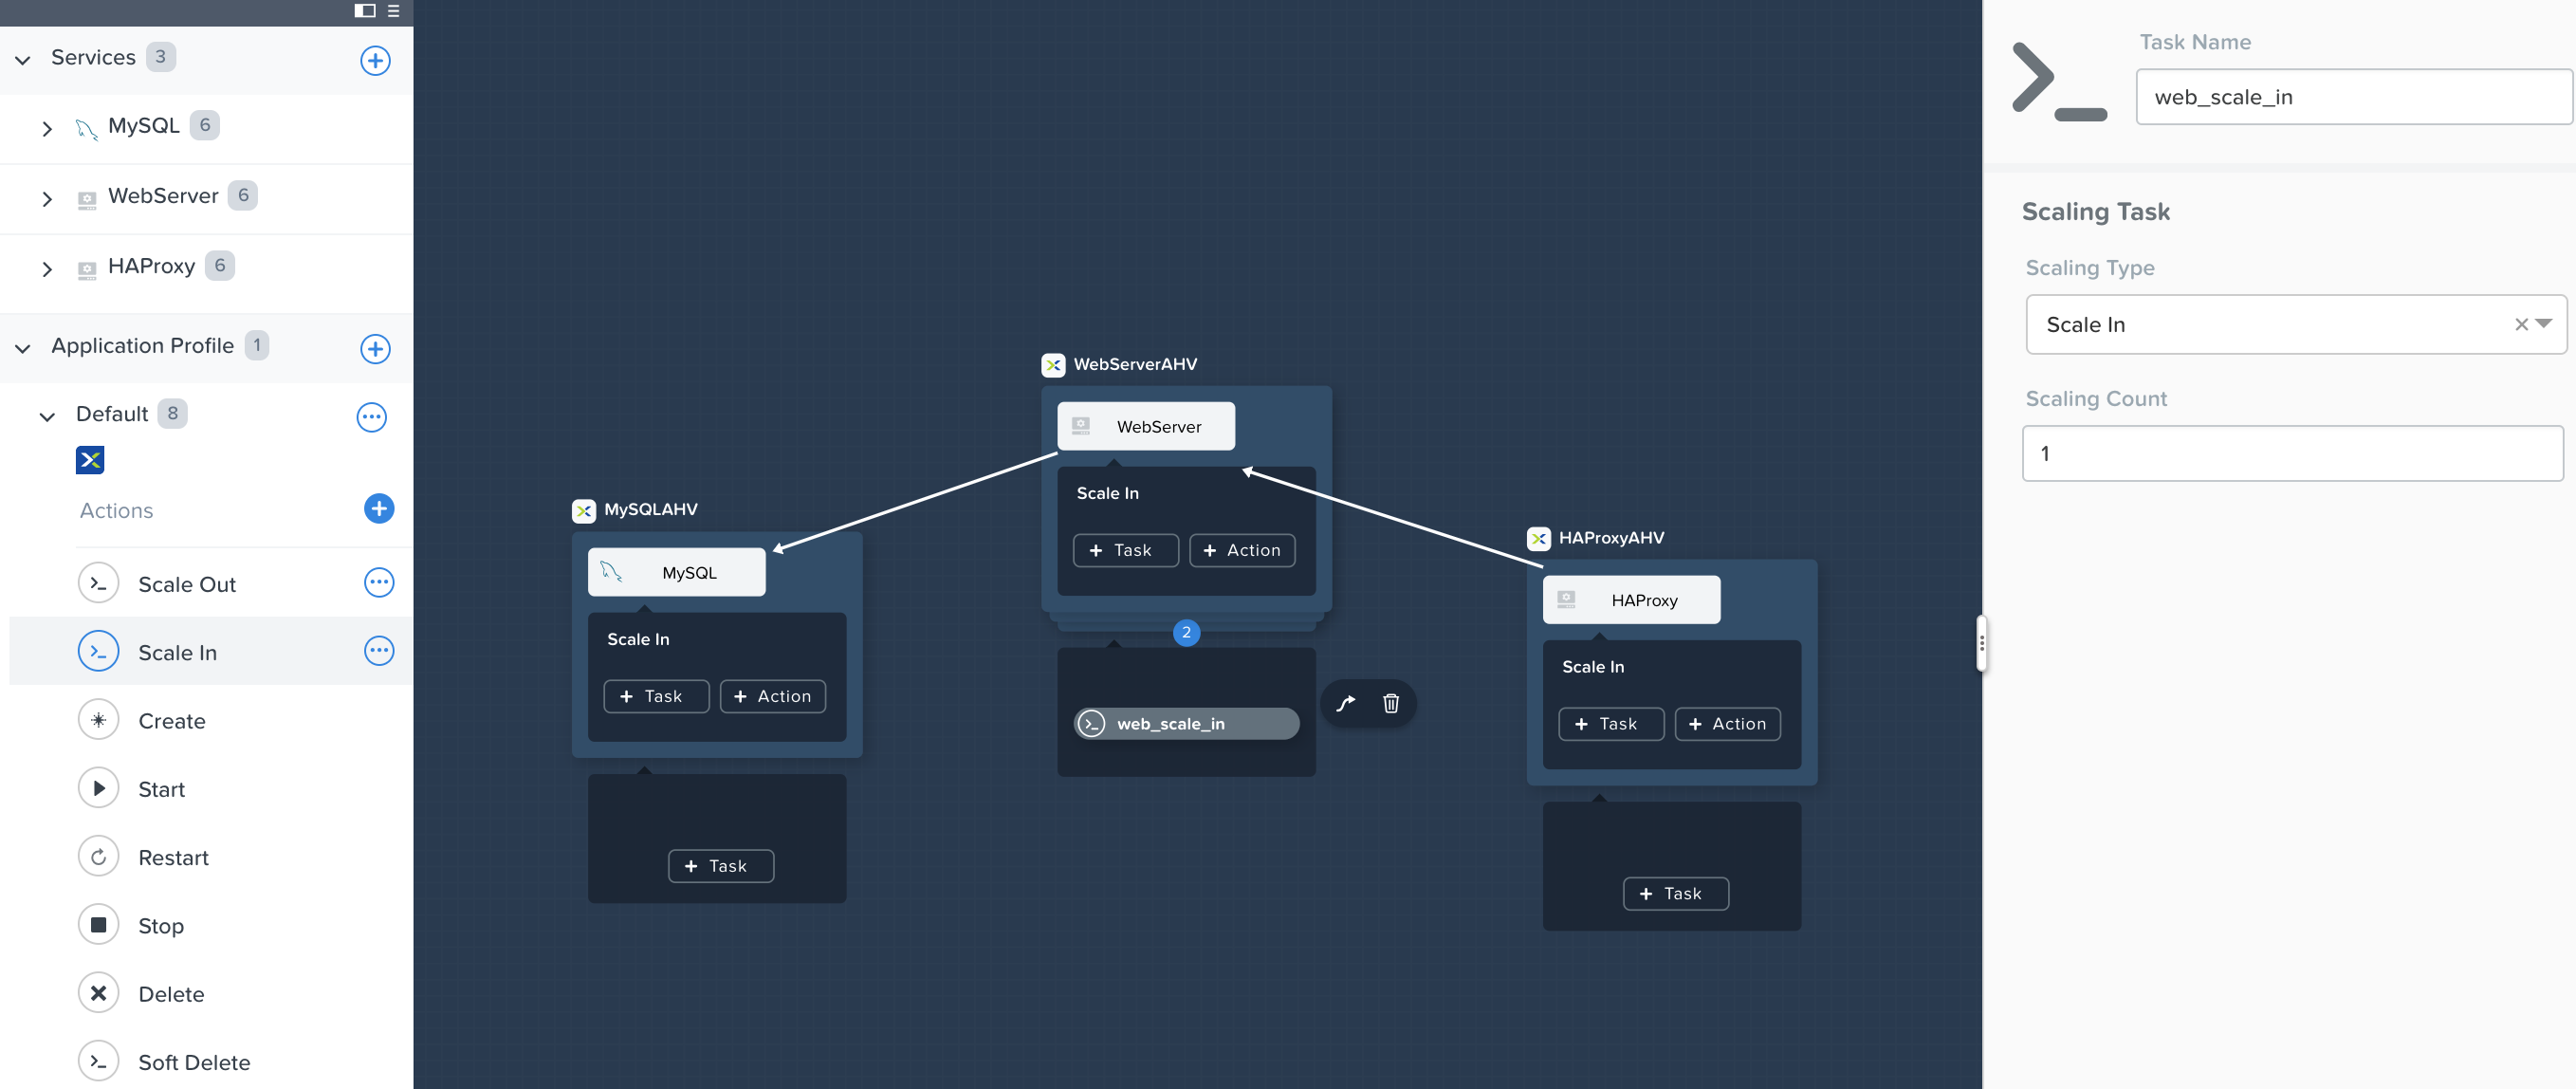 Services 3
MySQL 6
WebServer 6
HAProxy 6
Application Profile 1
Default 8
Actions
Scale Out
Scale In
Create
Start
Restart
Stop
Delete
Soft Delete
MySQLAHV
MySQL
Scale In
+ Task + Action
+ Task
WebServerAHV
WebServer
Scale In
+ Task + Action
2
web_scale_in
HAProxyAHV
HAProxy
Scale In
+ Task + Action
+ Task
Task Name
web_scale_in
Scaling Task
Scaling Type
Scale In
Scaling Count
1